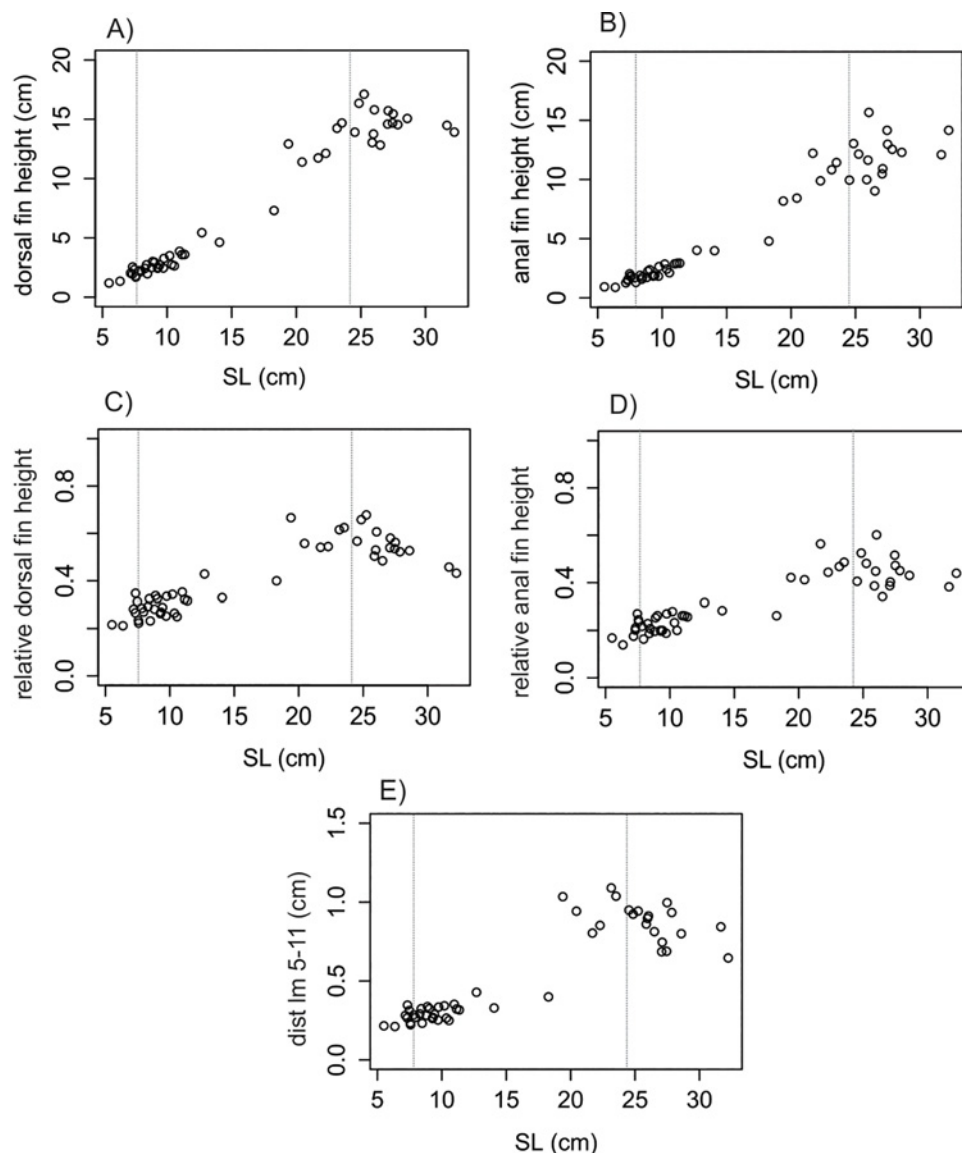 A)
dorsal fin height (cm)
0 5 10 15 20
5 10 15 20 25 30
SL (cm)
B)
anal fin height (cm)
0 5 10 15 20
5 10 15 20 25 30
SL (cm)
C)
relative dorsal fin height
0.0 0.4 0.8
5 10 15 20 25 30
SL (cm)
D)
relative anal fin height
0.0 0.4 0.8
5 10 15 20 25 30
SL (cm)
E)
dist lm 5-11 (cm)
0.0 0.5 1.0 1.5
5 10 15 20 25 30
SL (cm)